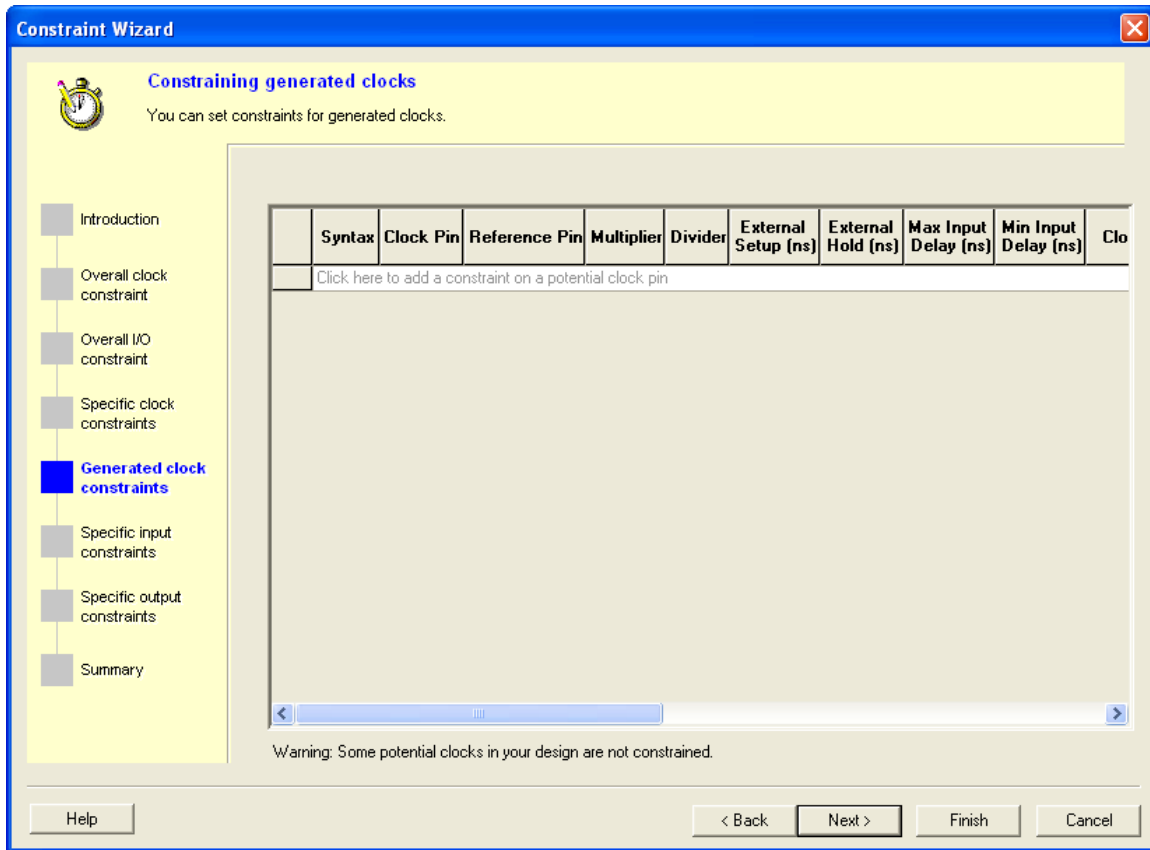 Constraint Wizard
Constraining generated clocks
You can set constraints for generated clocks.
Introduction
Overall clock
constraint
Overall I/O
constraint
Specific clock
constraints
Generated clock
constraints
Specific input
constraints
Specific output
constraints
Summary
Syntax Clock Pin Reference Pin Multiplier Divider External Setup (ns) External Hold (ns) Max Input Delay (ns) Min Input Delay (ns) Clo
Click here to add a constraint on a potential clock pin
Warning: Some potential clocks in your design are not constrained.
Help < Back Next > Finish Cancel